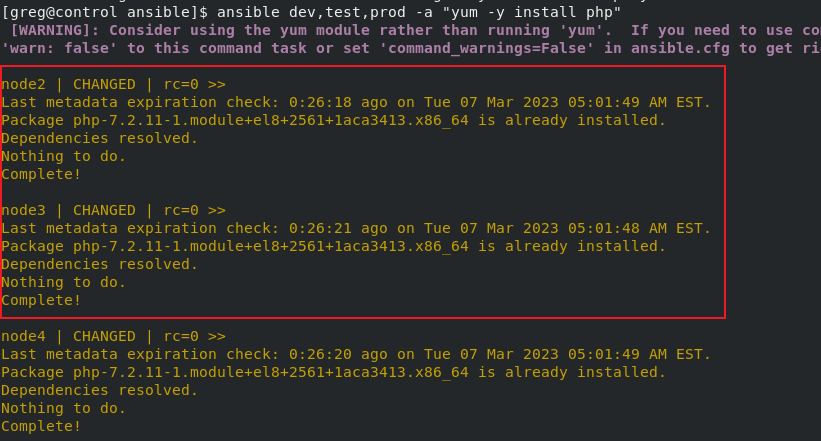 [greg@control ansible]$ ansible dev,test,prod -a "yum -y install php"
[WARNING]: Consider using the yum module rather than running 'yum'.  If you need to use
'warn: false' to this command task or set 'command_warnings=False' in ansible.cfg to get
node2 | CHANGED | rc=0 >>
Last metadata expiration check: 0:26:18 ago on Tue 07 Mar 2023 05:01:49 AM EST.
Package php-7.2.11-1.module+el8+2561+1aca3413.x86_64 is already installed.
Dependencies resolved.
Nothing to do.
Complete!
node3 | CHANGED | rc=0 >>
Last metadata expiration check: 0:26:21 ago on Tue 07 Mar 2023 05:01:48 AM EST.
Package php-7.2.11-1.module+el8+2561+1aca3413.x86_64 is already installed.
Dependencies resolved.
Nothing to do.
Complete!
node4 | CHANGED | rc=0 >>
Last metadata expiration check: 0:26:20 ago on Tue 07 Mar 2023 05:01:49 AM EST.
Package php-7.2.11-1.module+el8+2561+1aca3413.x86_64 is already installed.
Dependencies resolved.
Nothing to do.
Complete!